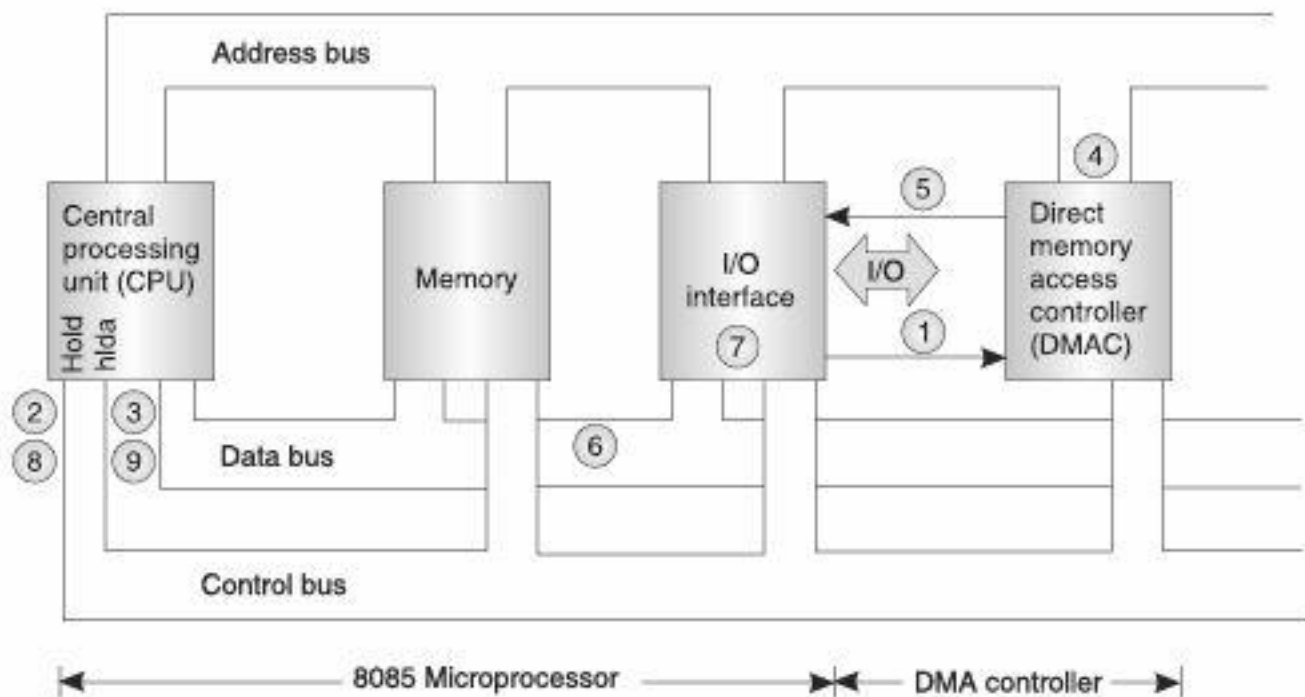 Address bus
4
5
Central
processing
unit (CPU)
Hold
hlda
Memory
I/O
interface
7
I/O
1
Direct
memory
access
controller
(DMAC)
2
3
8
9
Data bus
6
Control bus
8085 Microprocessor
DMA controller